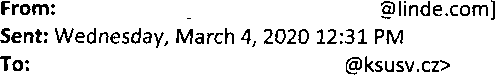 From: @linde.com]
Sent: Wednesday, March 4, 2020 12:31 PM
To: @ksusv.cz>